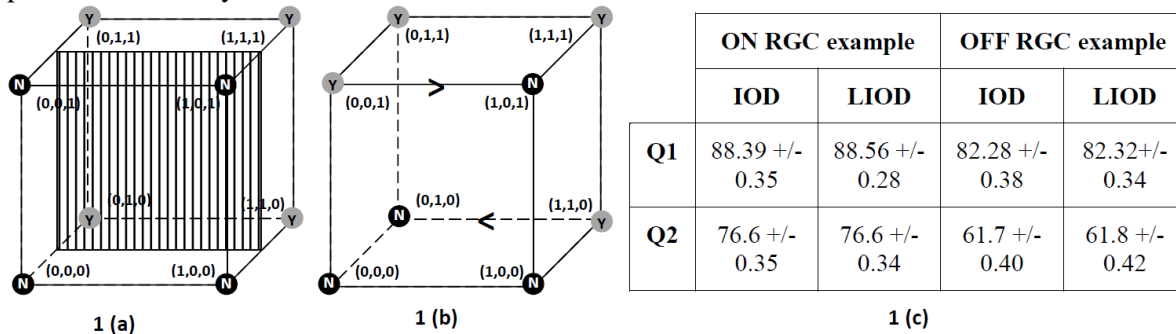 Y Y
(0,1,1) (1,1,1)
N N
(0,0,1) (1,0,1)
(0,1,0) (1,1,0)
Y Y
(0,0,0) (1,0,0)
N N
1 (a)
Y Y
(0,1,1) (1,1,1)
Y > N
(0,0,1) (1,0,1)
(0,1,0) (1,1,0)
N < Y
(0,0,0) (1,0,0)
N N
1 (b)
ON RGC example OFF RGC example
IOD LIOD IOD LIOD
Q1 88.39 +/- 88.56 +/- 82.28 +/- 82.32+/-
0.35 0.28 0.38 0.34
Q2 76.6 +/- 76.6 +/- 61.7 +/- 61.8 +/-
0.35 0.34 0.40 0.42
1 (c)